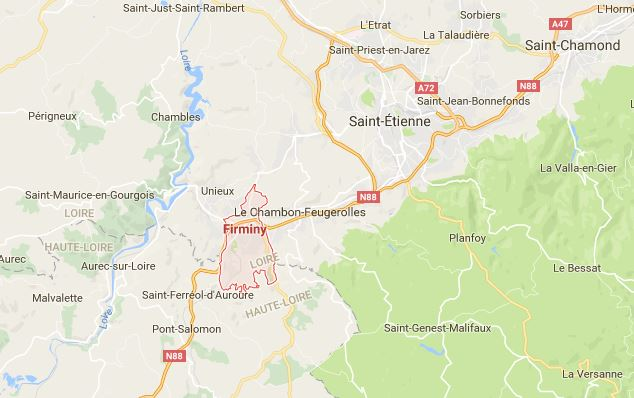 Saint-Just-Saint-Rambert
L'Etrat
Sorbiers
L'Horme
La Talaudière
A47
Saint-Priest-en-Jarez
Saint-Chamond
Loire
A72
N88
Saint-Jean-Bonnefonds
Périgneux
Chambles
Saint-Étienne
La Valla-en-Gier
Saint-Maurice-en-Gourgois
Unieux
N88
LOIRE
Le Chambon-Feugerolles
Firminy
HAUTE-LOIRE
Planfoy
Aurec
Aurec-sur-Loire
LOIRE
Le Bessat
Malvalette
Saint-Ferréol-d'Auroure
HAUTE-LOIRE
Loire
Pont-Salomon
Saint-Genest-Malifaux
N88
La Versanne